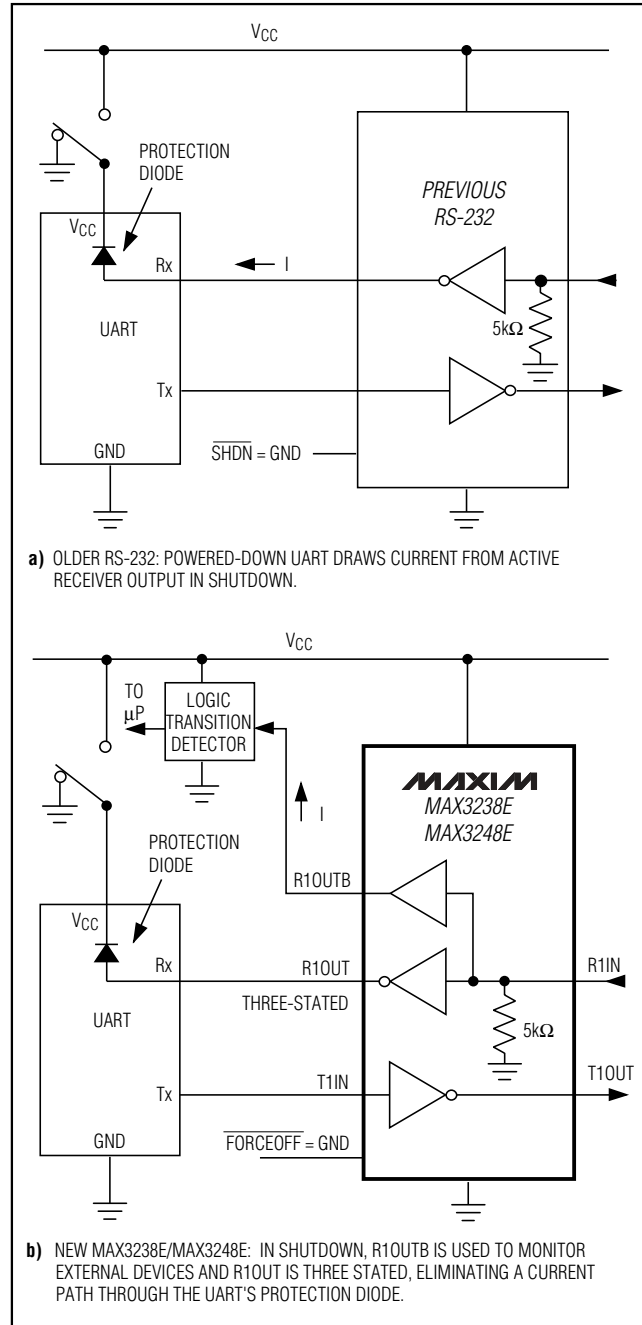 VCC
PROTECTION
DIODE
PREVIOUS
RS-232
VCC
Rx
I
5kΩ
UART
Tx
GND
SHDN = GND
a) OLDER RS-232: POWERED-DOWN UART DRAWS CURRENT FROM ACTIVE
RECEIVER OUTPUT IN SHUTDOWN.
VCC
TO
μP
LOGIC
TRANSITION
DETECTOR
MAXIM
MAX3238E
MAX3248E
I
PROTECTION
DIODE
R1OUTB
VCC
Rx
R1OUT
R1IN
THREE-STATED
UART
5kΩ
Tx
T1IN
T1OUT
GND
FORCEOFF = GND
b) NEW MAX3238E/MAX3248E: IN SHUTDOWN, R1OUTB IS USED TO MONITOR
EXTERNAL DEVICES AND R1OUT IS THREE STATED, ELIMINATING A CURRENT
PATH THROUGH THE UART'S PROTECTION DIODE.